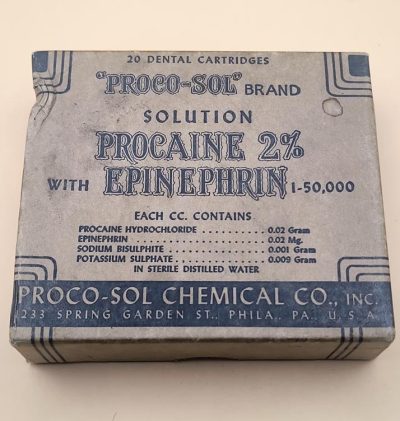 20 DENTAL CARTRIDGES
"PROCO-SOL" BRAND
SOLUTION
PROCAINE 2%
WITH EPINEPHRIN 1-50,000
EACH CC. CONTAINS
PROCAINE HYDROCHLORIDE .......... 0.02 Gram
EPINEPHRIN .................... 0.02 Mg.
SODIUM BISULPHITE ............ 0.001 Gram
POTASSIUM SULPHATE ........... 0.009 Gram
IN STERILE DISTILLED WATER
PROCO-SOL CHEMICAL CO., INC.
233 SPRING GARDEN ST., PHILA., PA., U.S.A.